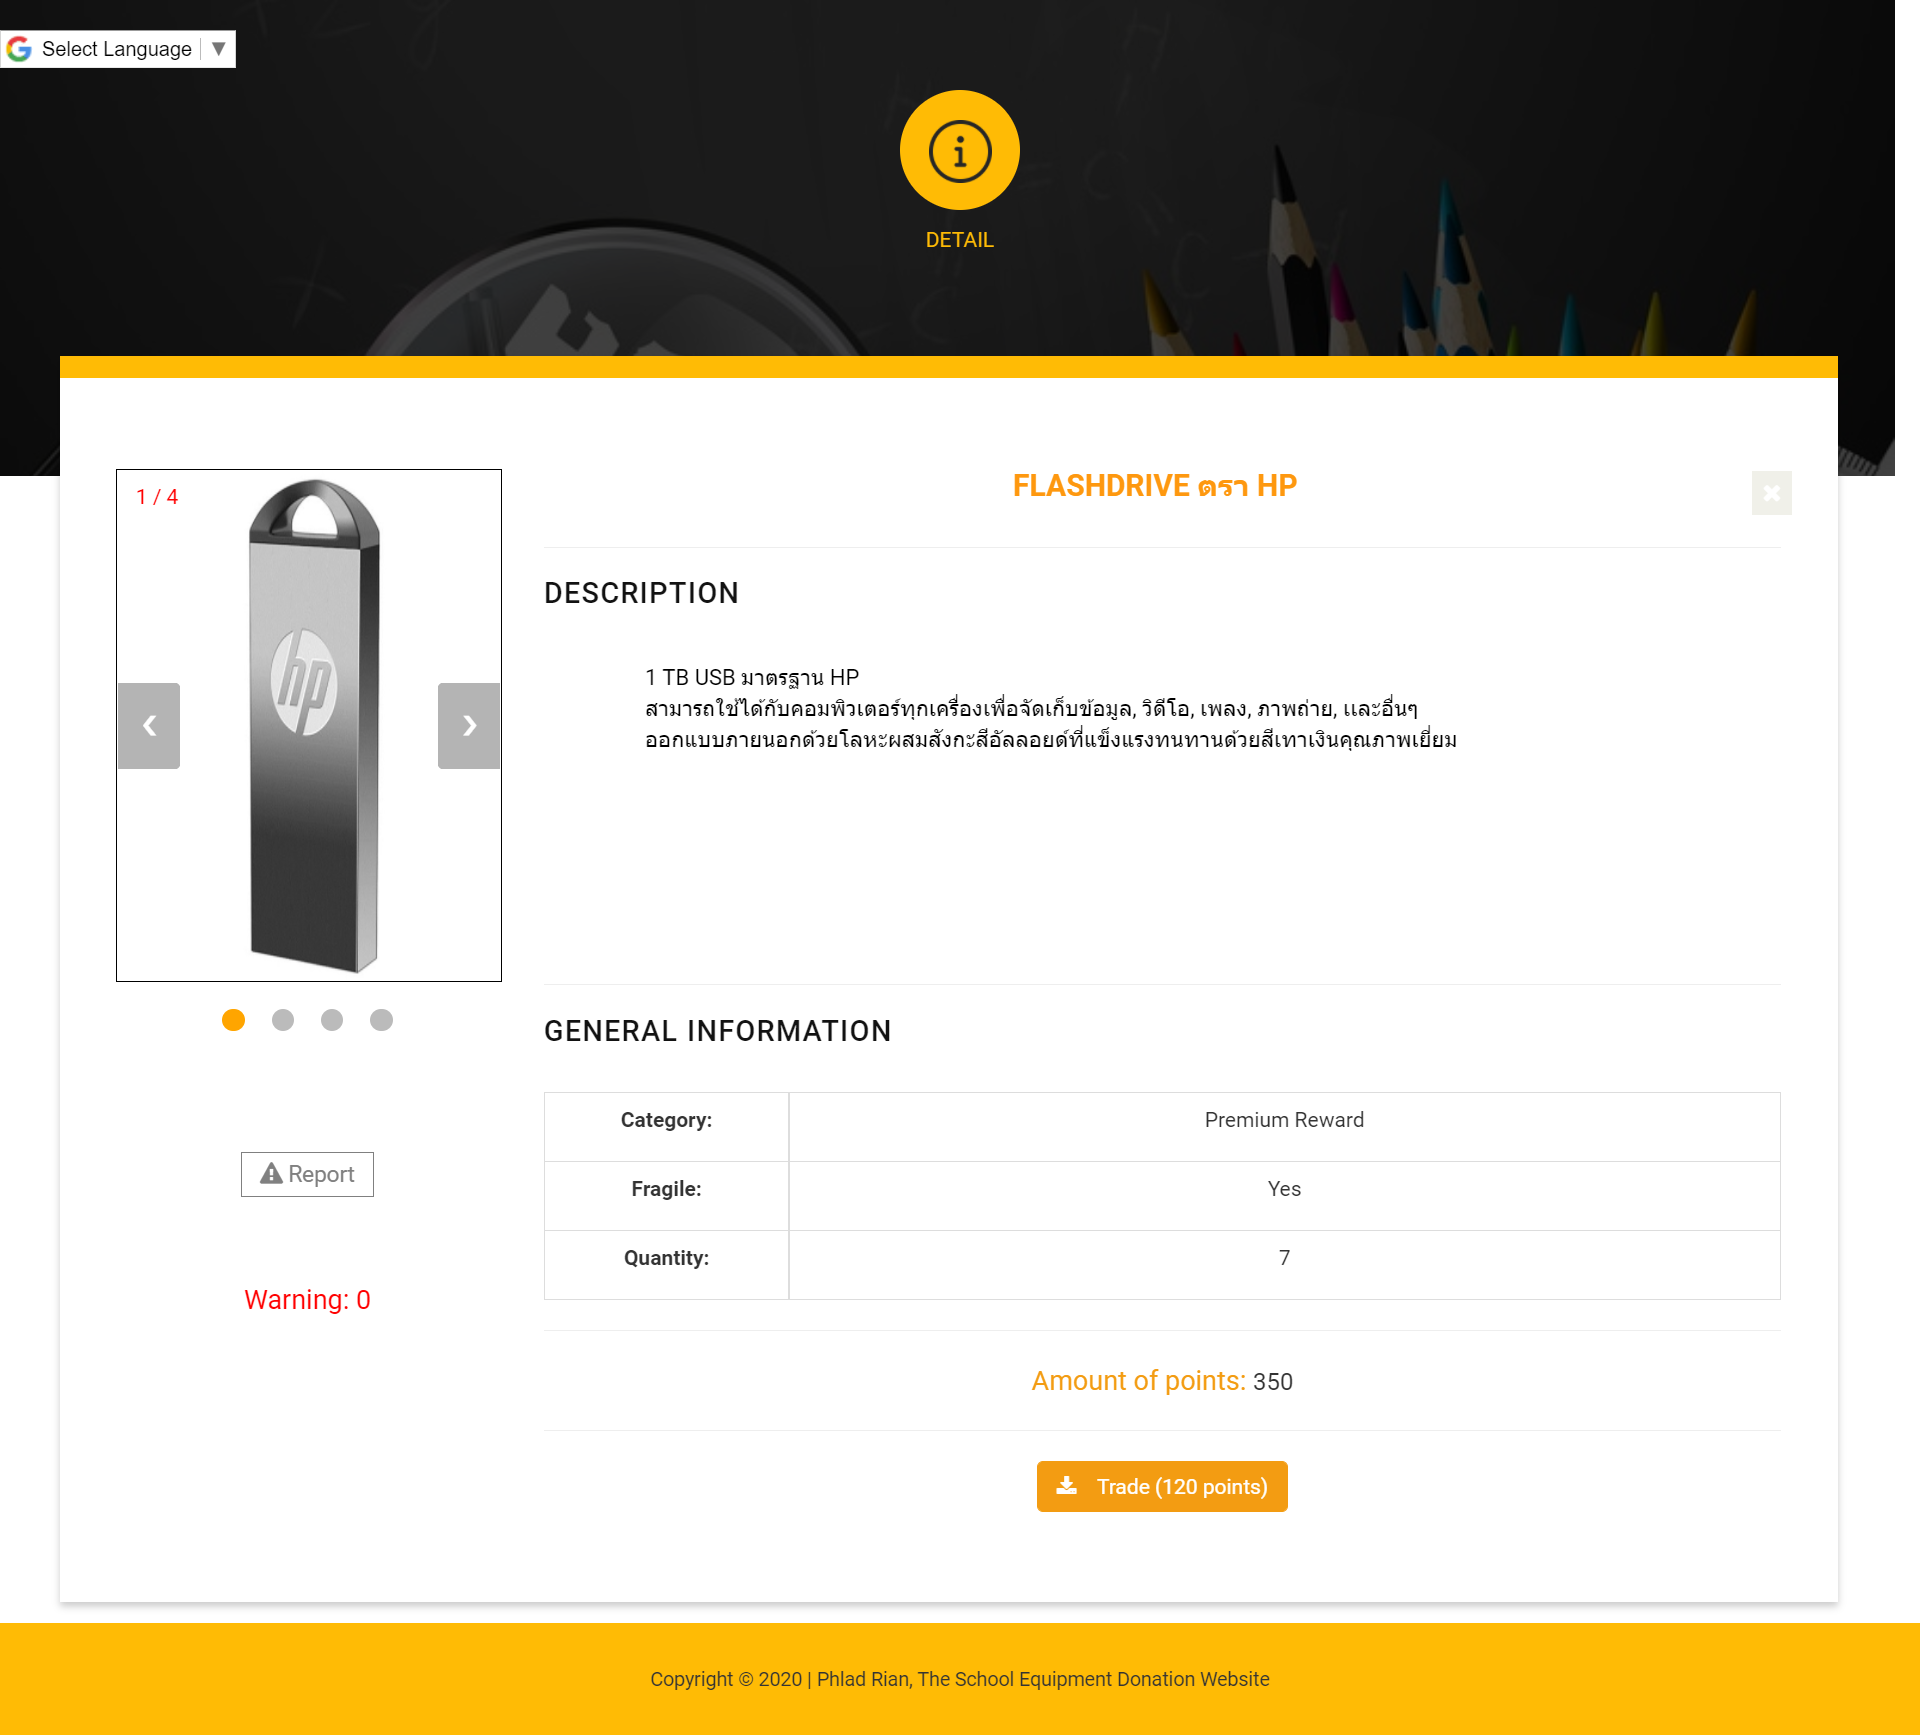 Select Language ▼
DETAIL
1 / 4
hp
FLASHDRIVE ตรา HP
DESCRIPTION
1 TB USB มาตรฐาน HP
สามารถใช้ได้กับคอมพิวเตอร์ทุกเครื่องเพื่อจัดเก็บข้อมูล, วิดีโอ, เพลง, ภาพถ่าย, และอื่นๆ
ออกแบบภายนอกด้วยโลหะผสมสังกะสีอัลลอยด์ที่แข็งแรงทนทานด้วยสีเทาเงินคุณภาพเยี่ยม
GENERAL INFORMATION
Category: Premium Reward
Fragile: Yes
Quantity: 7
Report
Warning: 0
Amount of points: 350
Trade (120 points)
Copyright © 2020 | Phlad Rian, The School Equipment Donation Website